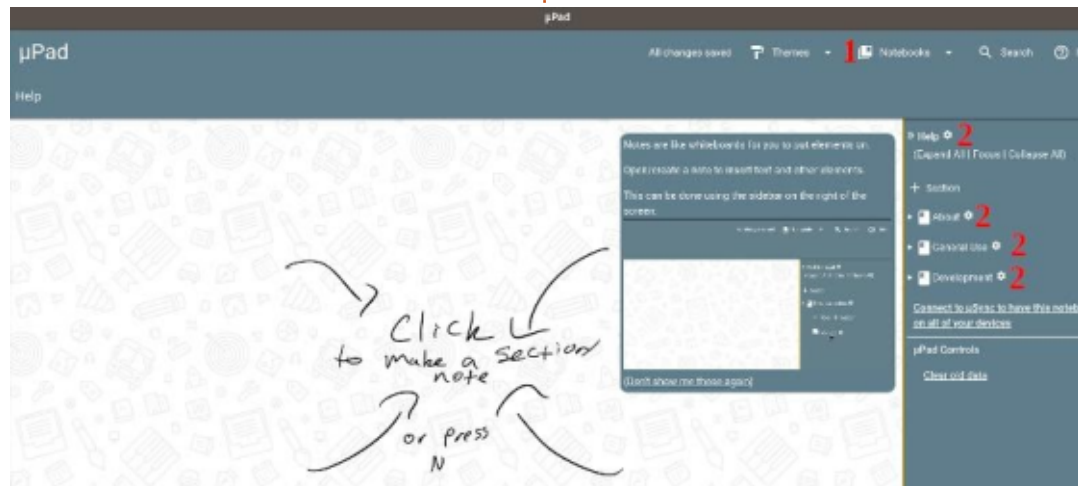 µPad
µPad
All changes saved Themes 1 Notebooks Search
Help
Notes are like whiteboards for you to put elements on.
Open/create a note to insert text and other elements.
This can be done using the sidebar on the right of the
screen.
(Don't show me those again)
Click
to make a section
note
or press
N
Help 2
(Expand All | Focus | Collapse All)
+ Section
About 2
General Use 2
Development 2
Connect to µSync to have this noteb
on all of your devices
µPad Controls
Clear old data